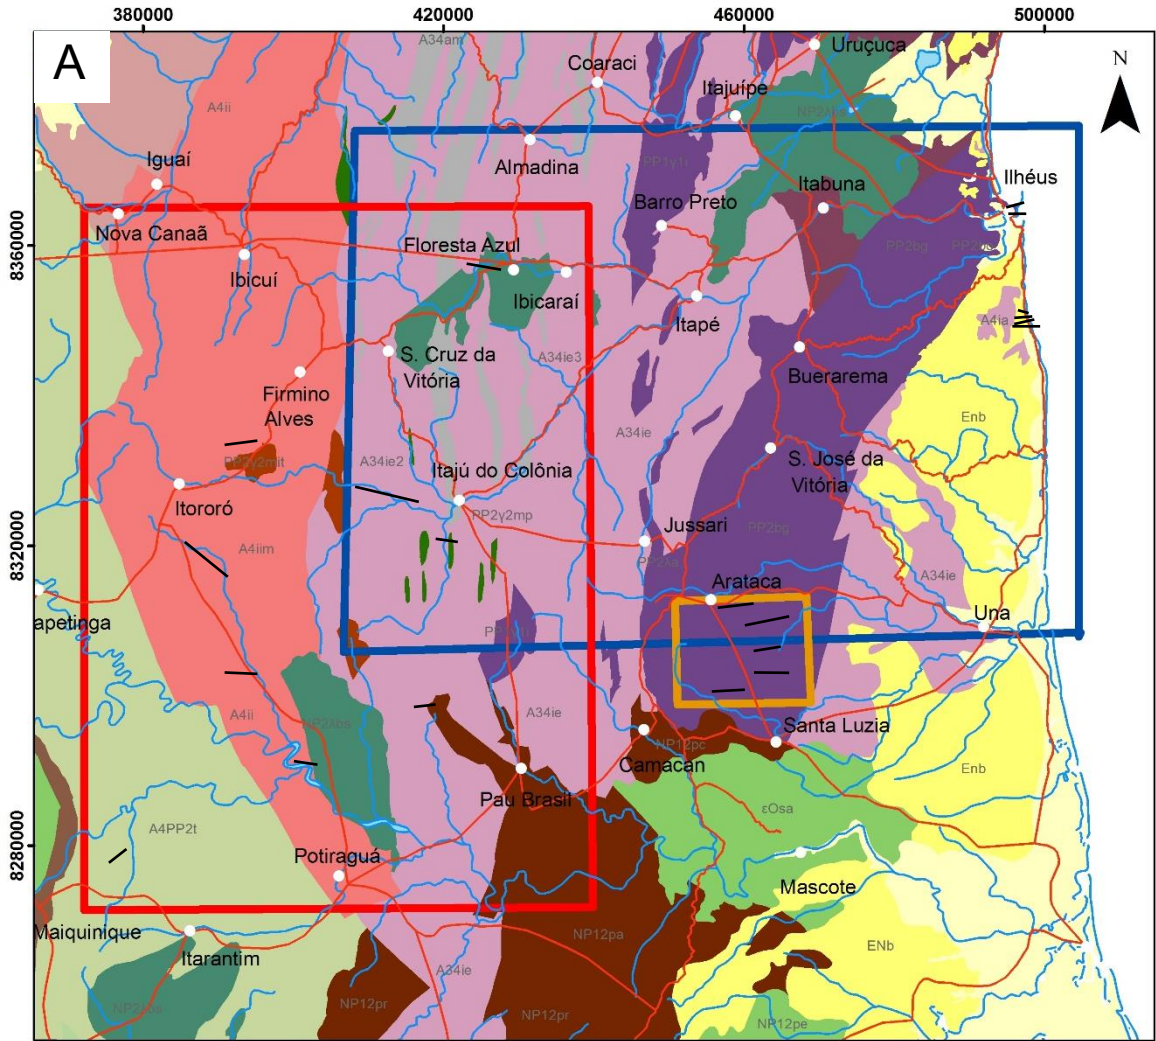 380000
420000
460000
500000
A
N
A34am
Uruçuca
Coaraci
Itajuípe
A4ii
Iguaí
Almadina
PP1γ1i
Itabuna
Ilhéus
Barro Preto
Nova Canaã
8360000
Floresta Azul
PP2bg
Ibicuí
Ibicaraí
Itapé
A4ia
S. Cruz da
Vitória
A34ie3
Buerarema
Firmino
Alves
Enb
A34ie
PP2γ2mit
A34ie2
Itajú do Colônia
S. José da
Vitória
Itororó
PP2γ2mp
Jussari
PP2bg
8320000
A4iim
A34ie
Arataca
apetinga
Una
A4ii
NP2λbs
A34ie
Santa Luzia
NP12pc
Camacan
Enb
Pau Brasil
εOsa
8280000
A4PP2t
Potiraguá
Mascote
Maiquinique
NP12pa
ENb
Itarantim
A34ie
NP12pr
NP12pr
NP12pe